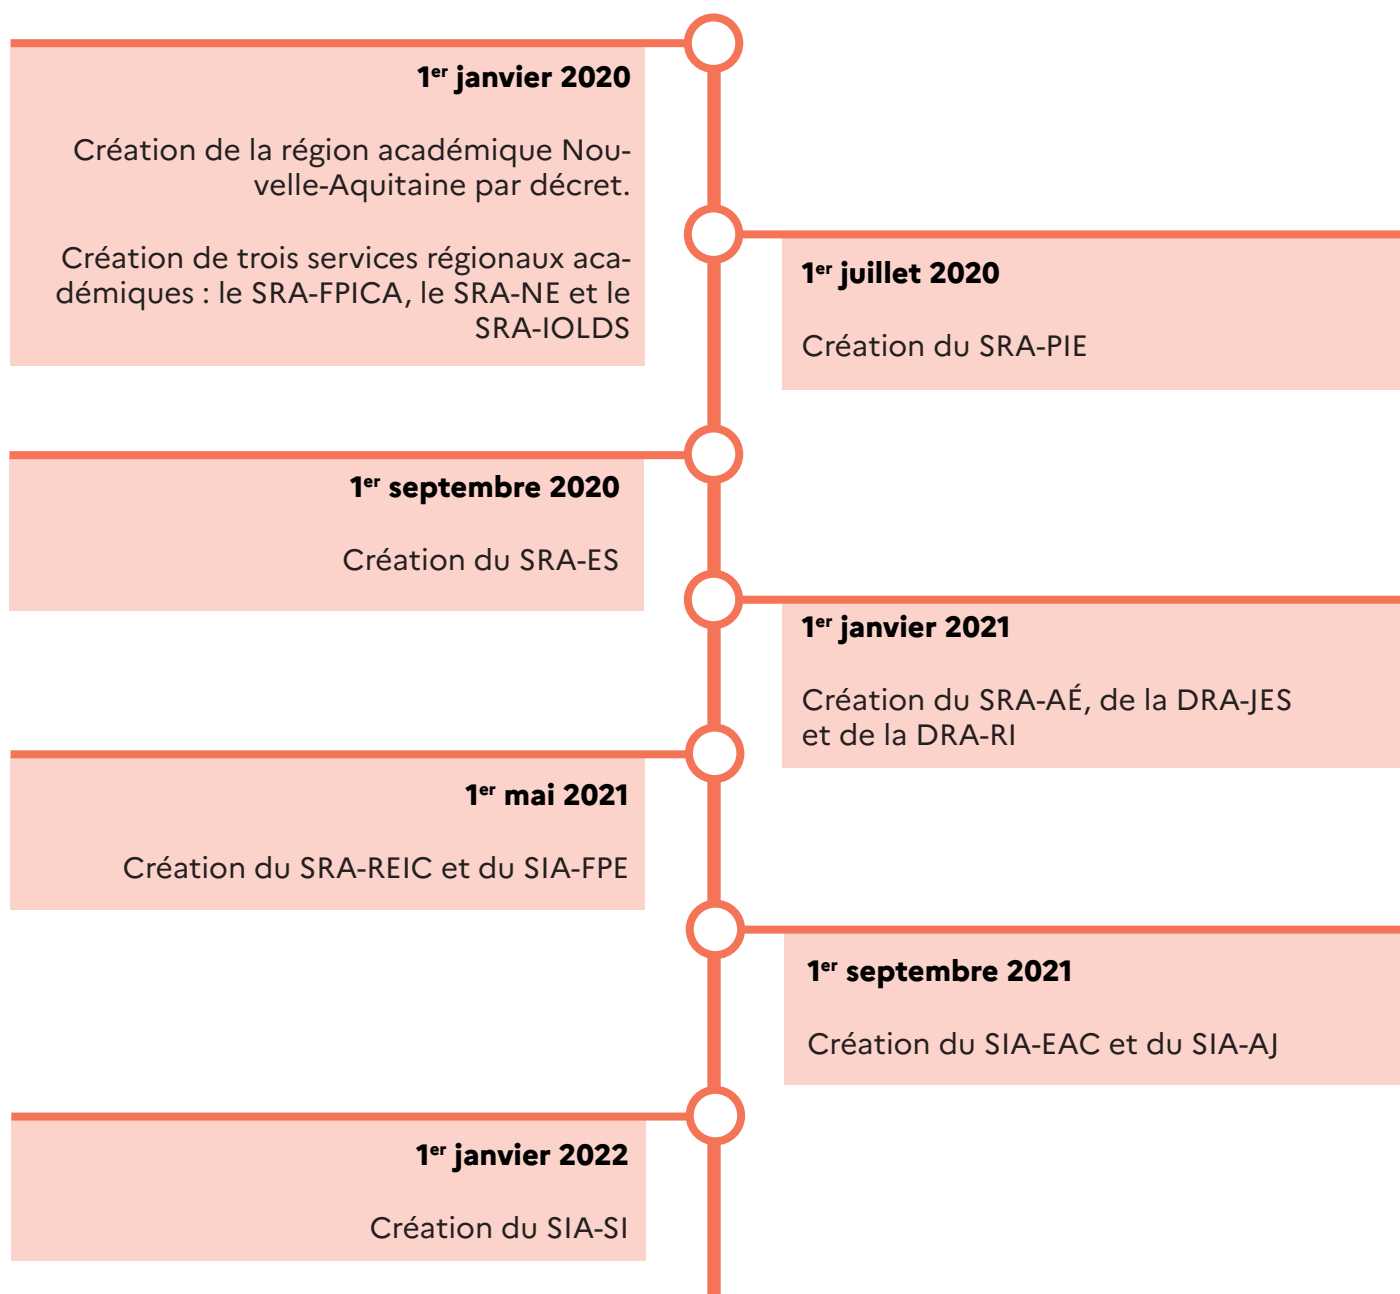 1er janvier 2020
Création de la région académique Nou-
velle-Aquitaine par décret.
Création de trois services régionaux aca-
démiques : le SRA-FPICA, le SRA-NE et le
SRA-IOLDS
1er juillet 2020
Création du SRA-PIE
1er septembre 2020
Création du SRA-ES
1er janvier 2021
Création du SRA-AÉ, de la DRA-JES
et de la DRA-RI
1er mai 2021
Création du SRA-REIC et du SIA-FPE
1er septembre 2021
Création du SIA-EAC et du SIA-AJ
1er janvier 2022
Création du SIA-SI